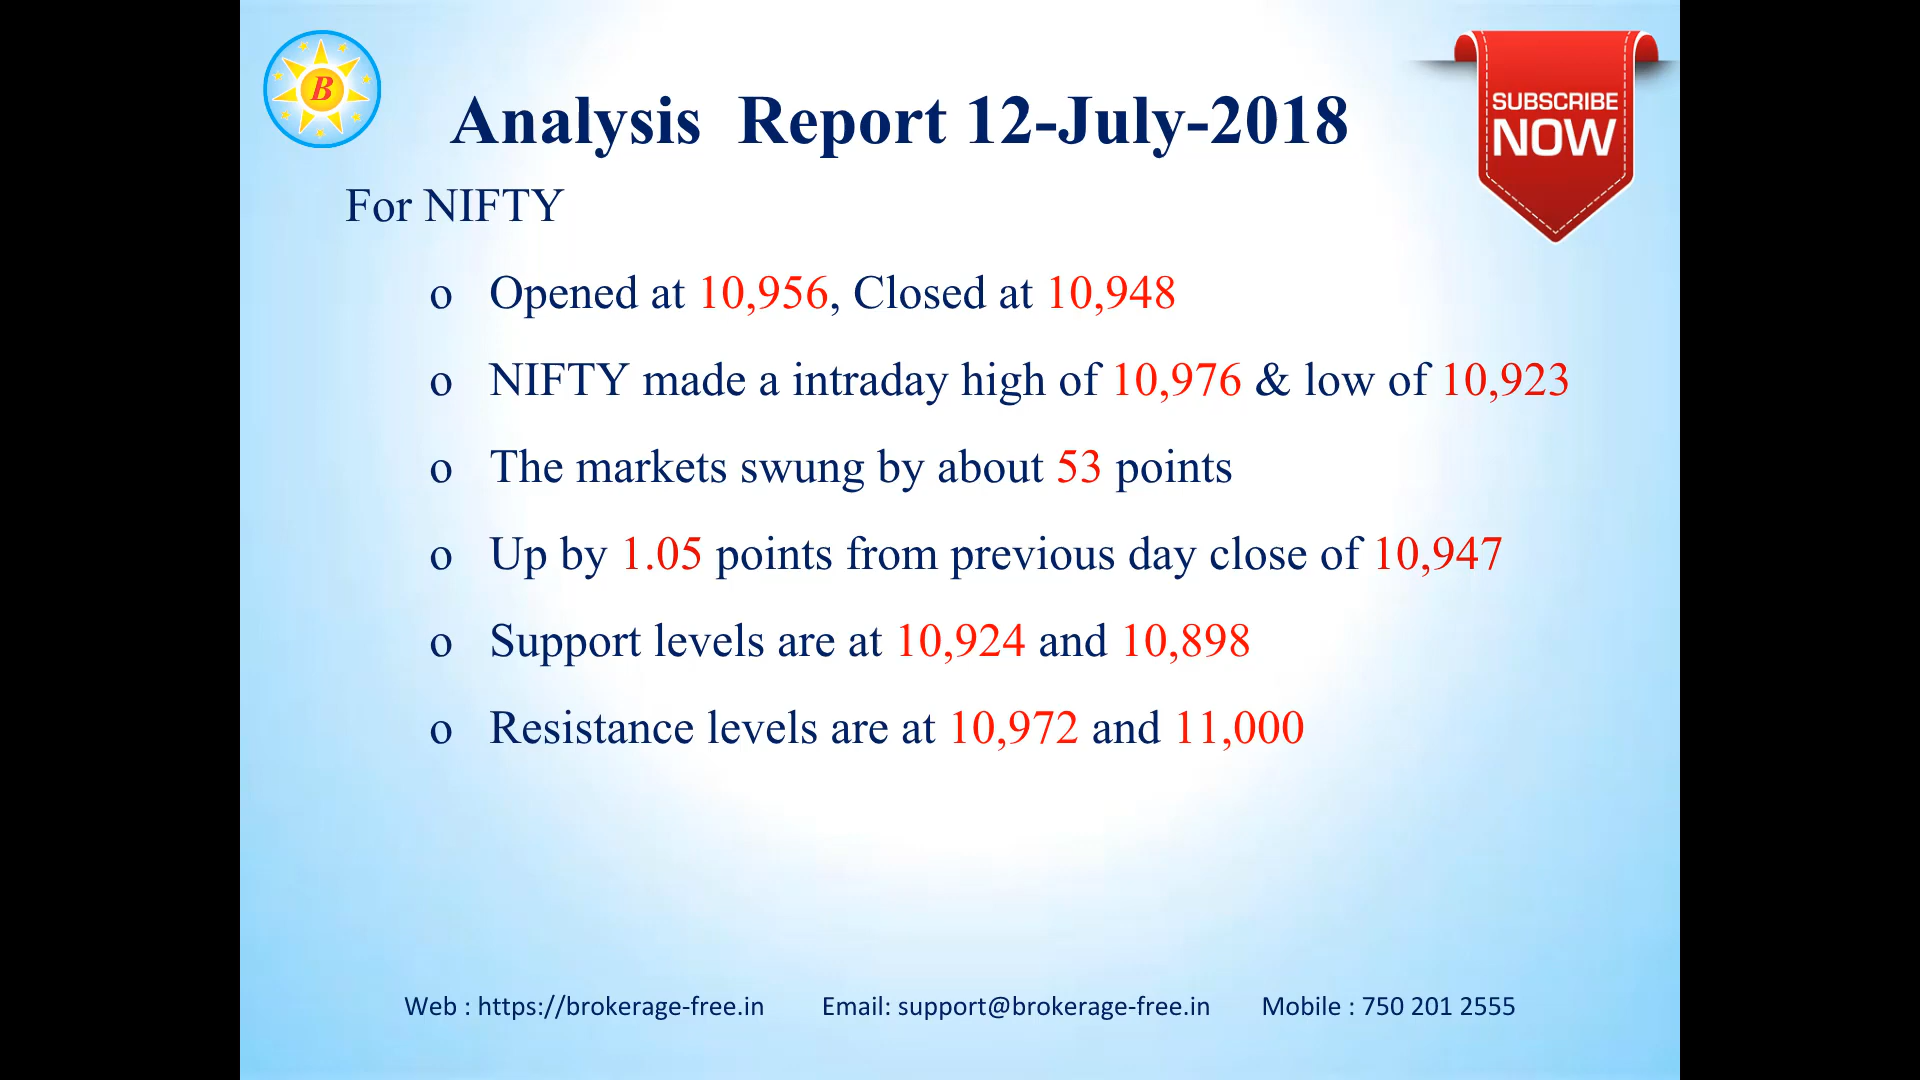 B
Analysis Report 12-July-2018
SUBSCRIBE
NOW
For NIFTY
o Opened at 10,956, Closed at 10,948
o NIFTY made a intraday high of 10,976 & low of 10,923
o The markets swung by about 53 points
o Up by 1.05 points from previous day close of 10,947
o Support levels are at 10,924 and 10,898
o Resistance levels are at 10,972 and 11,000
Web : https://brokerage-free.in Email: support@brokerage-free.in Mobile : 750 201 2555